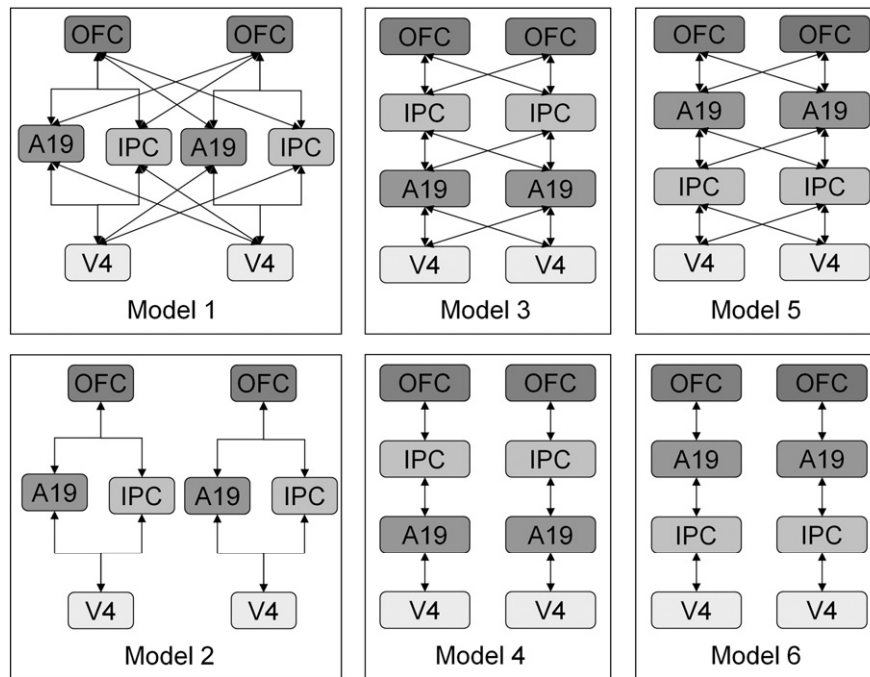 OFC OFC
A19 IPC A19 IPC
V4 V4
Model 1
OFC OFC
IPC IPC
A19 A19
V4 V4
Model 3
OFC OFC
A19 A19
IPC IPC
V4 V4
Model 5
OFC OFC
A19 IPC A19 IPC
V4 V4
Model 2
OFC OFC
IPC IPC
A19 A19
V4 V4
Model 4
OFC OFC
A19 A19
IPC IPC
V4 V4
Model 6